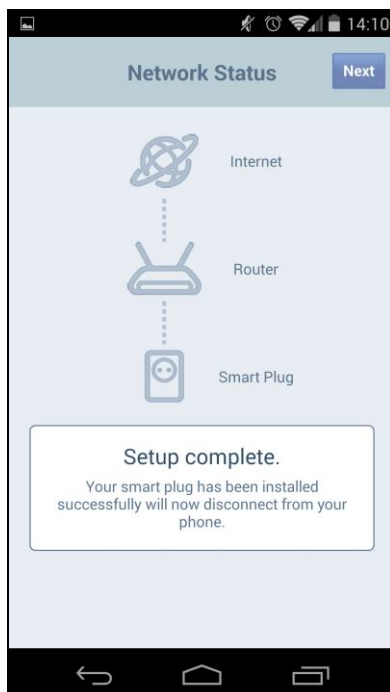 14:10
Network Status
Next
Internet
Router
Smart Plug
Setup complete.
Your smart plug has been installed
successfully will now disconnect from your
phone.